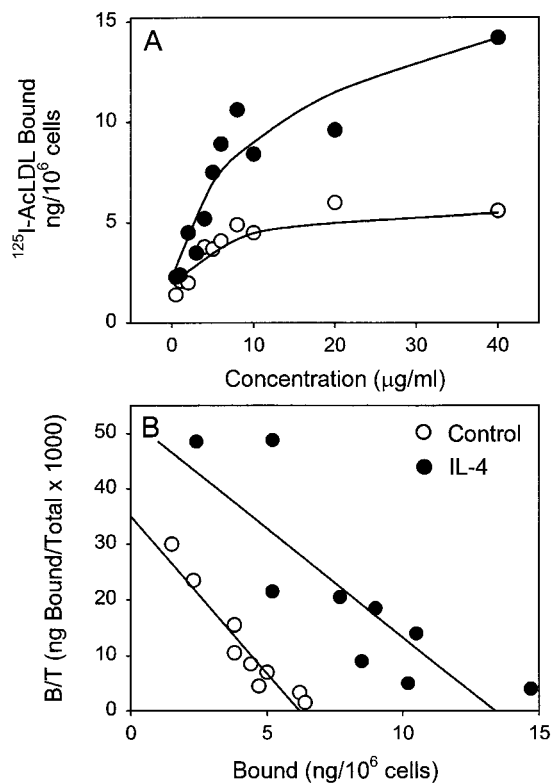 A
15
10
5
0
¹²⁵I-AcLDL Bound
ng/10⁶ cells
0 10 20 30 40
Concentration (μg/ml)
B
Control
IL-4
50
40
30
20
10
0
B/T (ng Bound/Total x 1000)
0 5 10 15
Bound (ng/10⁶ cells)